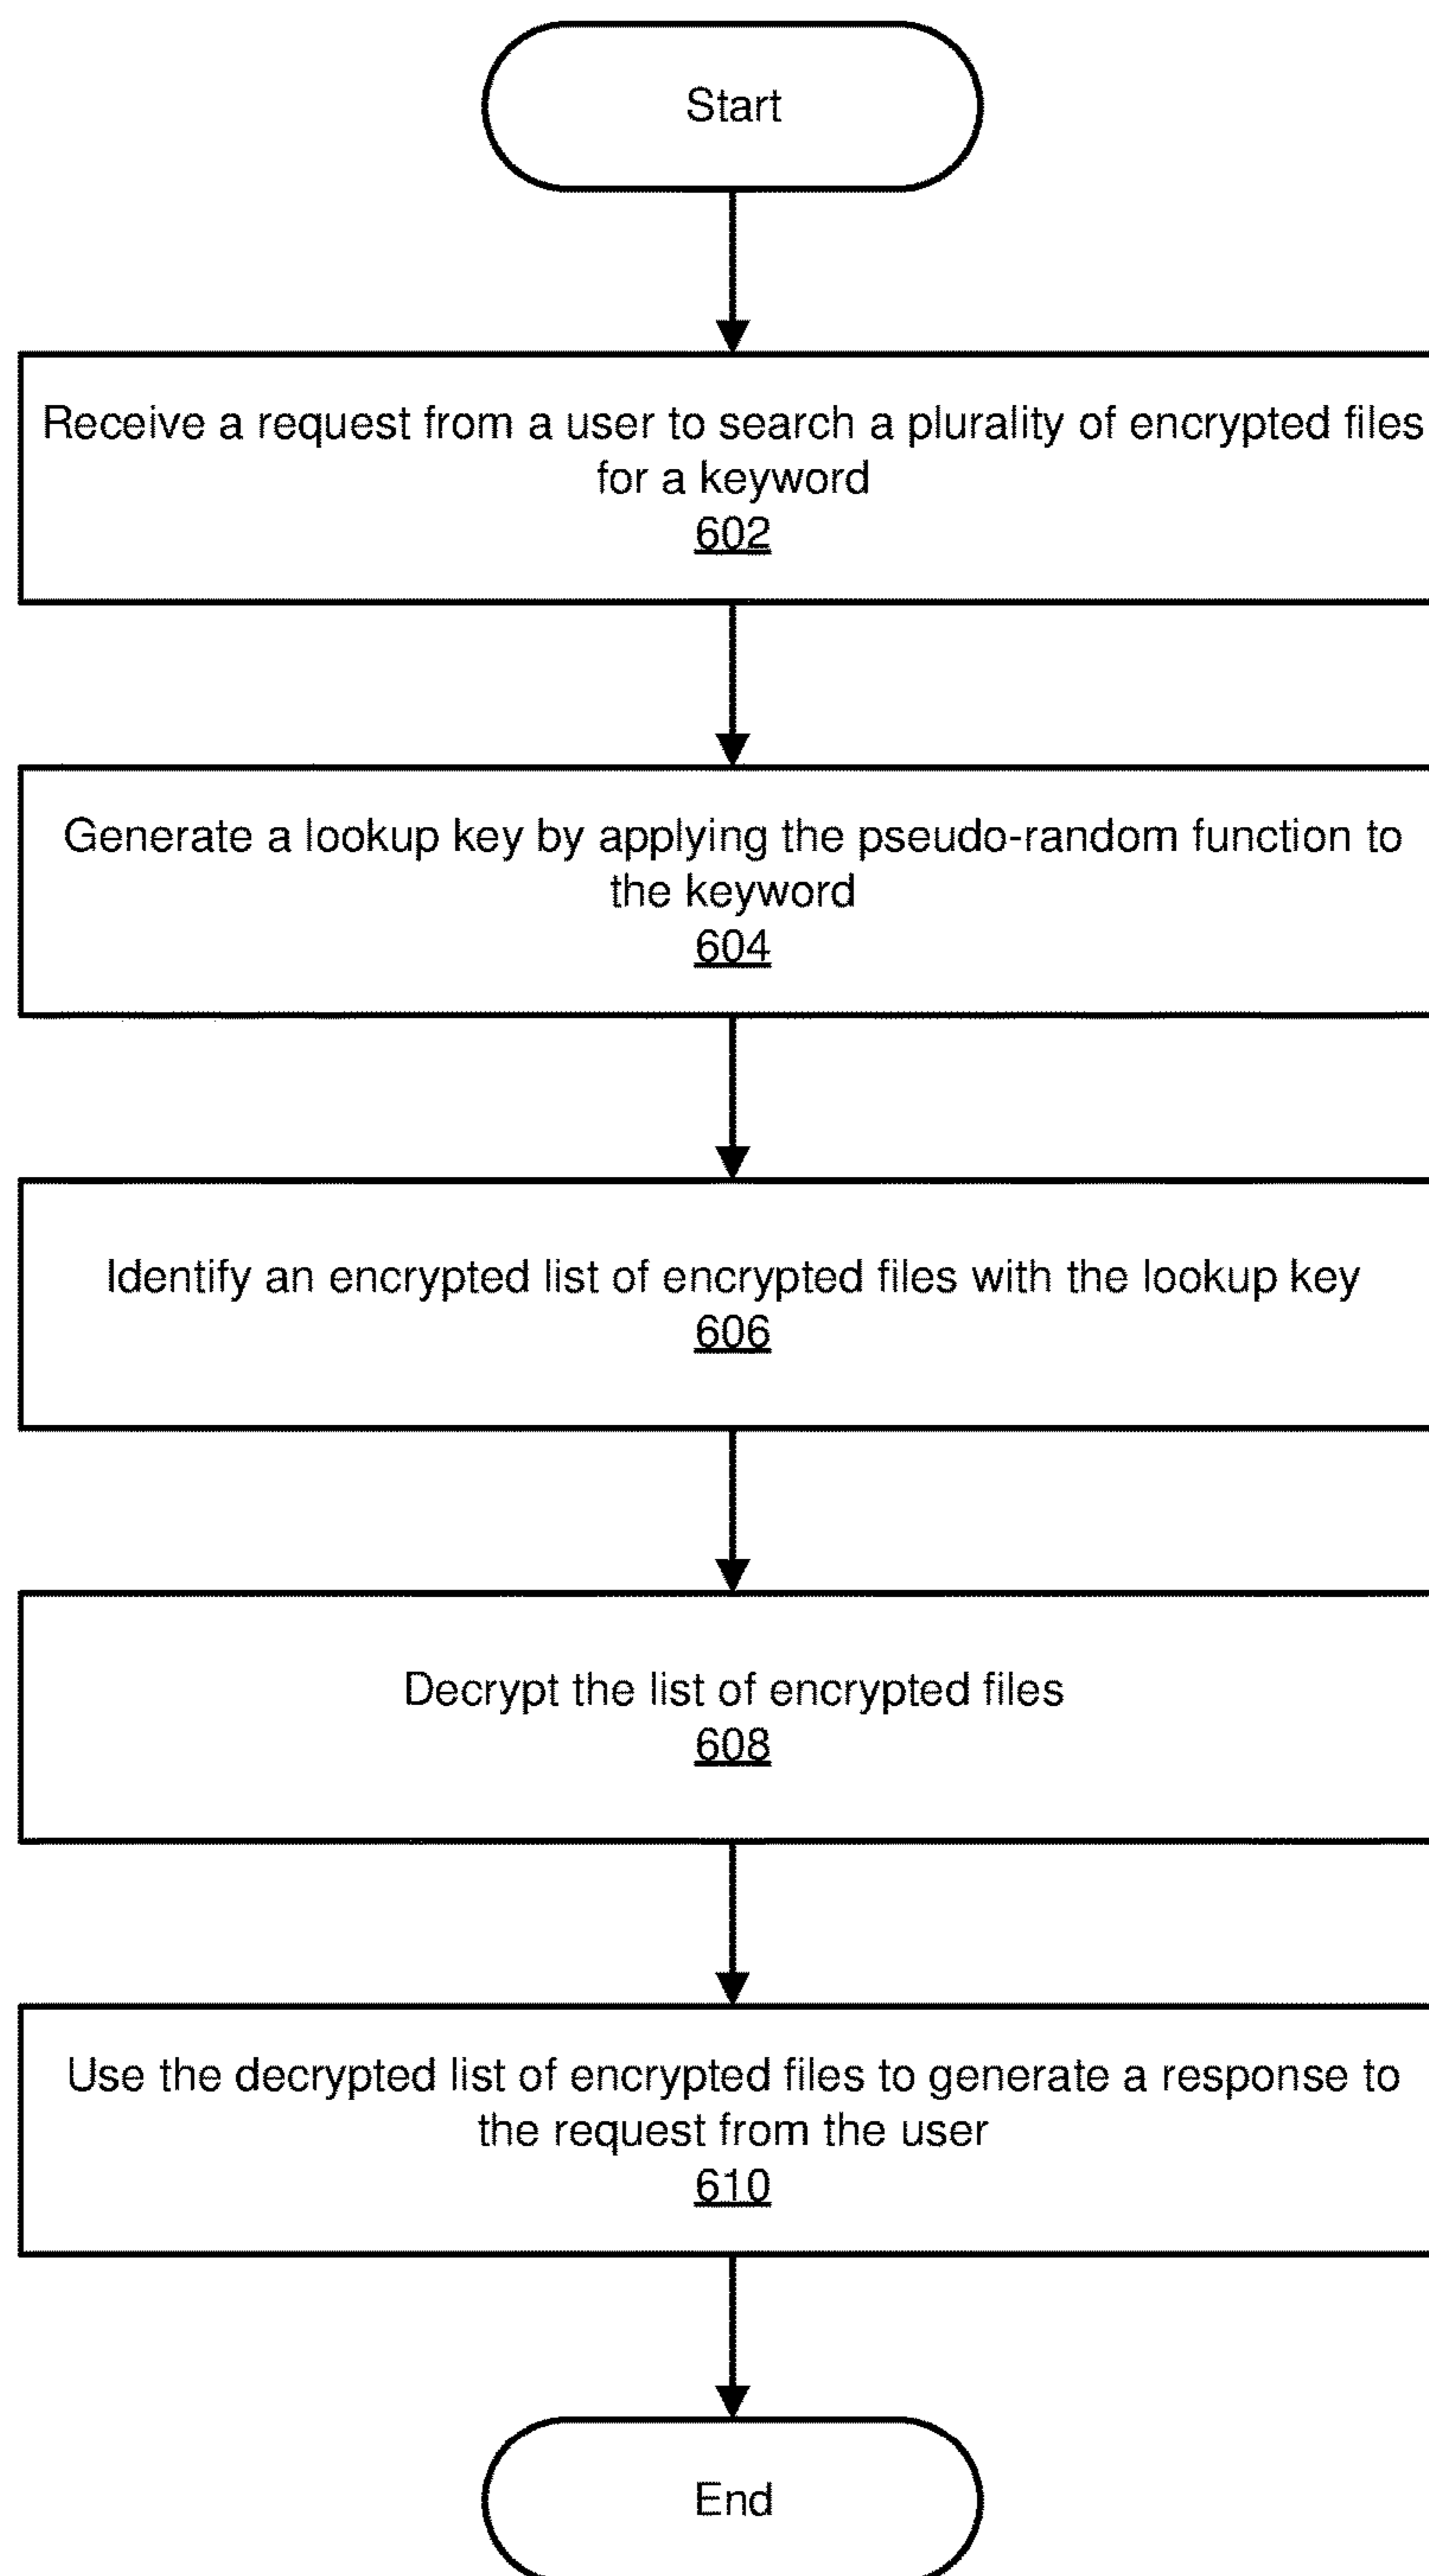 Start
Receive a request from a user to search a plurality of encrypted files
for a keyword
602
Generate a lookup key by applying the pseudo-random function to
the keyword
604
Identify an encrypted list of encrypted files with the lookup key
606
Decrypt the list of encrypted files
608
Use the decrypted list of encrypted files to generate a response to
the request from the user
610
End